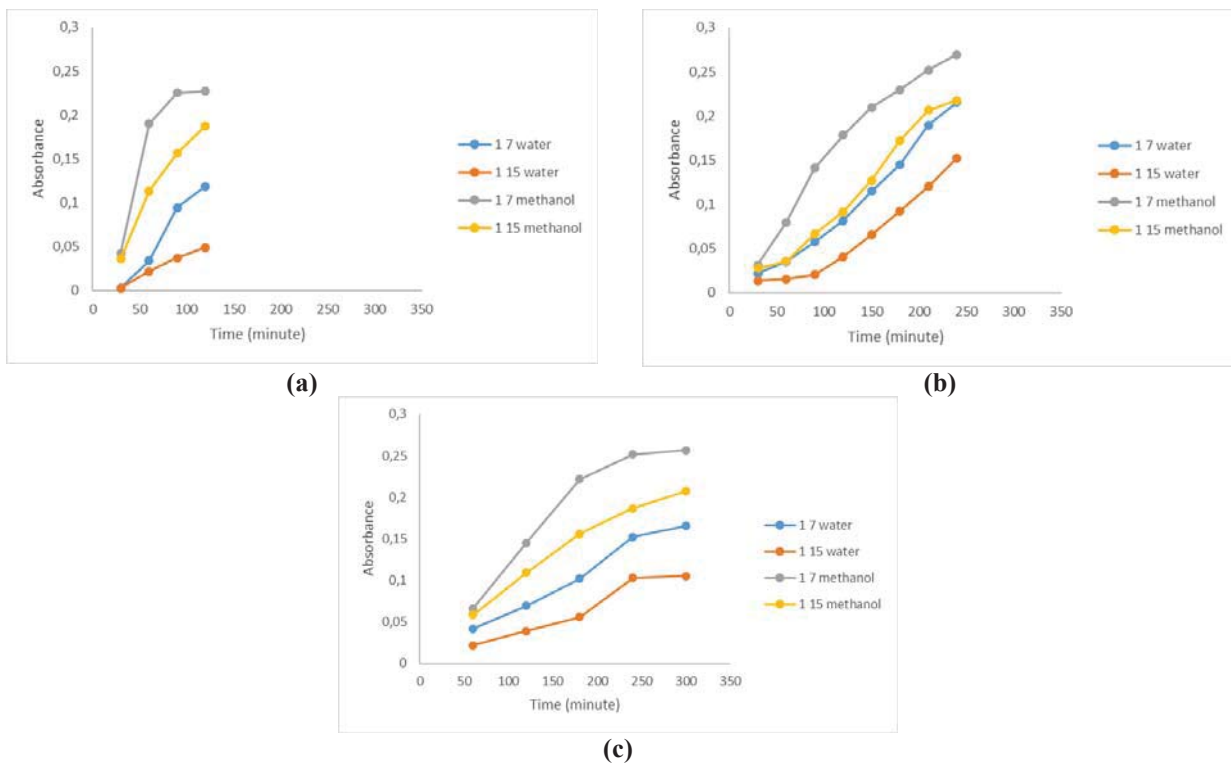 0,3
0,25
0,2
0,15
0,1
0,05
0
Absorbance
0 50 100 150 200 250 300 350
Time (minute)
1 7 water
1 15 water
1 7 methanol
1 15 methanol
(a)
0,3
0,25
0,2
0,15
0,1
0,05
0
Absorbance
0 50 100 150 200 250 300 350
Time (minute)
1 7 water
1 15 water
1 7 methanol
1 15 methanol
(b)
0,3
0,25
0,2
0,15
0,1
0,05
0
Absorbance
0 50 100 150 200 250 300 350
Time (minute)
1 7 water
1 15 water
1 7 methanol
1 15 methanol
(c)